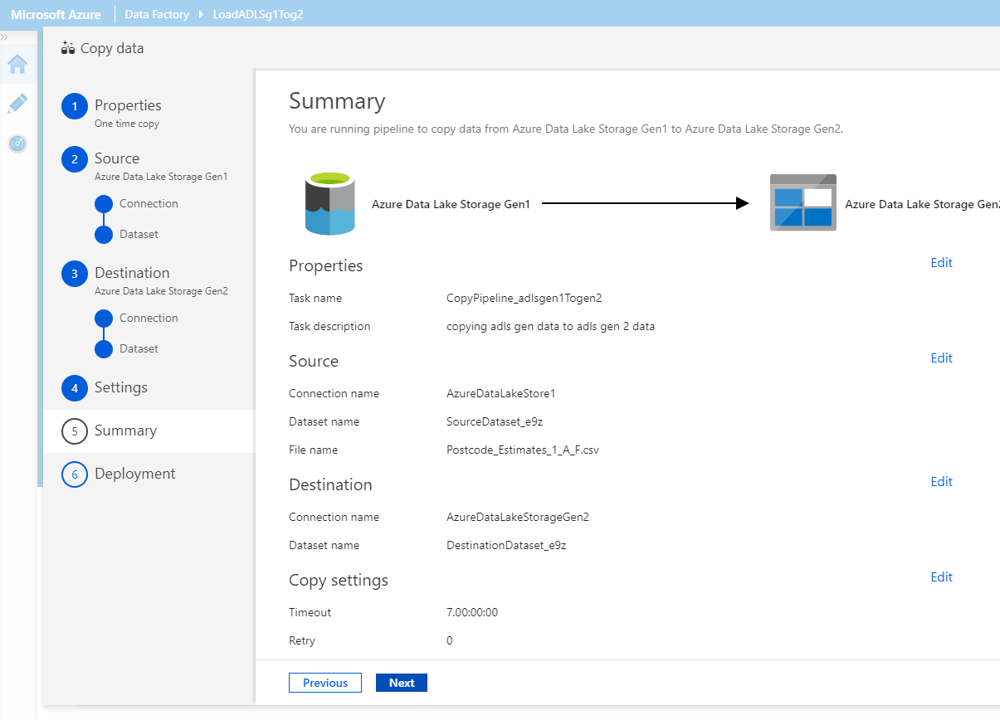 Microsoft Azure Data Factory LoadADLSg1Tog2
»
Copy data
1 Properties
One time copy
2 Source
Azure Data Lake Storage Gen1
Connection
Dataset
3 Destination
Azure Data Lake Storage Gen2
Connection
Dataset
4 Settings
5 Summary
6 Deployment
Summary
You are running pipeline to copy data from Azure Data Lake Storage Gen1 to Azure Data Lake Storage Gen2.
Azure Data Lake Storage Gen1 Azure Data Lake Storage Gen2
Properties Edit
Task name CopyPipeline_adlsgen1Togen2
Task description copying adls gen data to adls gen 2 data
Source Edit
Connection name AzureDataLakeStore1
Dataset name SourceDataset_e9z
File name Postcode_Estimates_1_A_F.csv
Destination Edit
Connection name AzureDataLakeStorageGen2
Dataset name DestinationDataset_e9z
Copy settings Edit
Timeout 7.00:00:00
Retry 0
Previous Next